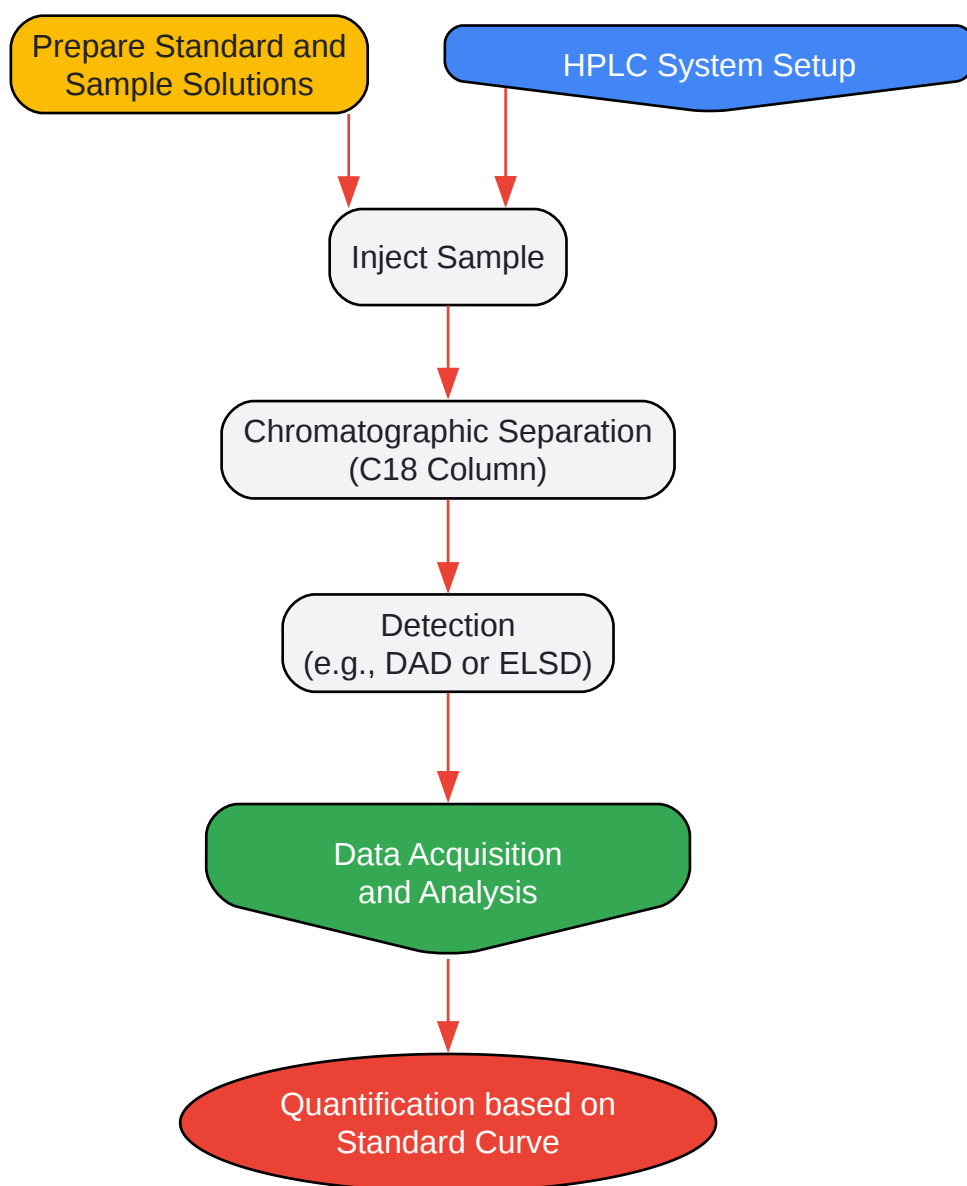 Prepare Standard and
Sample Solutions
HPLC System Setup
Inject Sample
Chromatographic Separation
(C18 Column)
Detection
(e.g., DAD or ELSD)
Data Acquisition
and Analysis
Quantification based on
Standard Curve